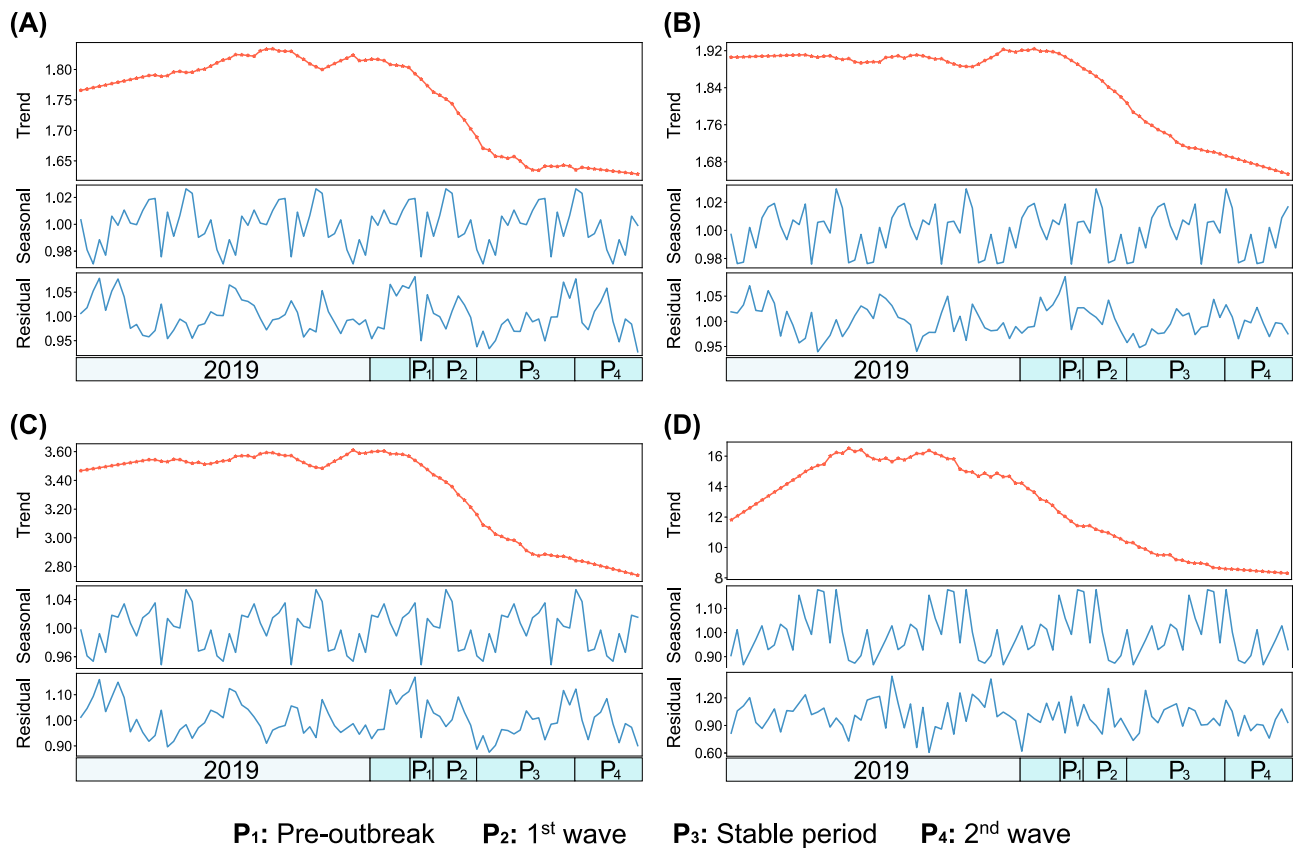 (A)
Trend
1.80
1.75
1.70
1.65
Seasonal
1.02
1.00
0.98
Residual
1.05
1.00
0.95
2019 P1 P2 P3 P4
(B)
Trend
1.92
1.84
1.76
1.68
Seasonal
1.02
1.00
0.98
Residual
1.05
1.00
0.95
2019 P1 P2 P3 P4
(C)
Trend
3.60
3.40
3.20
3.00
2.80
Seasonal
1.04
1.00
0.96
Residual
1.10
1.00
0.90
2019 P1 P2 P3 P4
(D)
Trend
16
14
12
10
8
Seasonal
1.10
1.00
0.90
Residual
1.20
0.90
0.60
2019 P1 P2 P3 P4
P1: Pre-outbreak P2: 1st wave P3: Stable period P4: 2nd wave